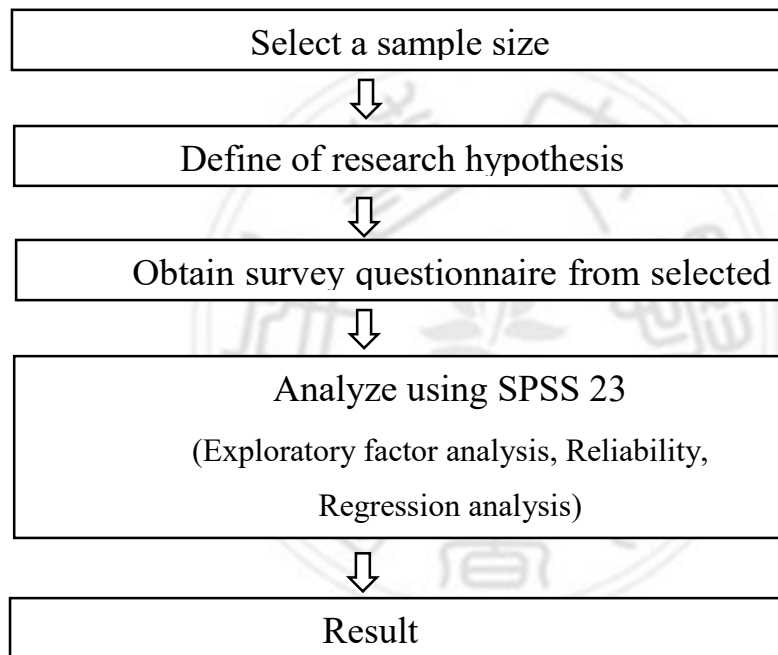 Select a sample size
Define of research hypothesis
Obtain survey questionnaire from selected
Analyze using SPSS 23
(Exploratory factor analysis, Reliability,
Regression analysis)
Result